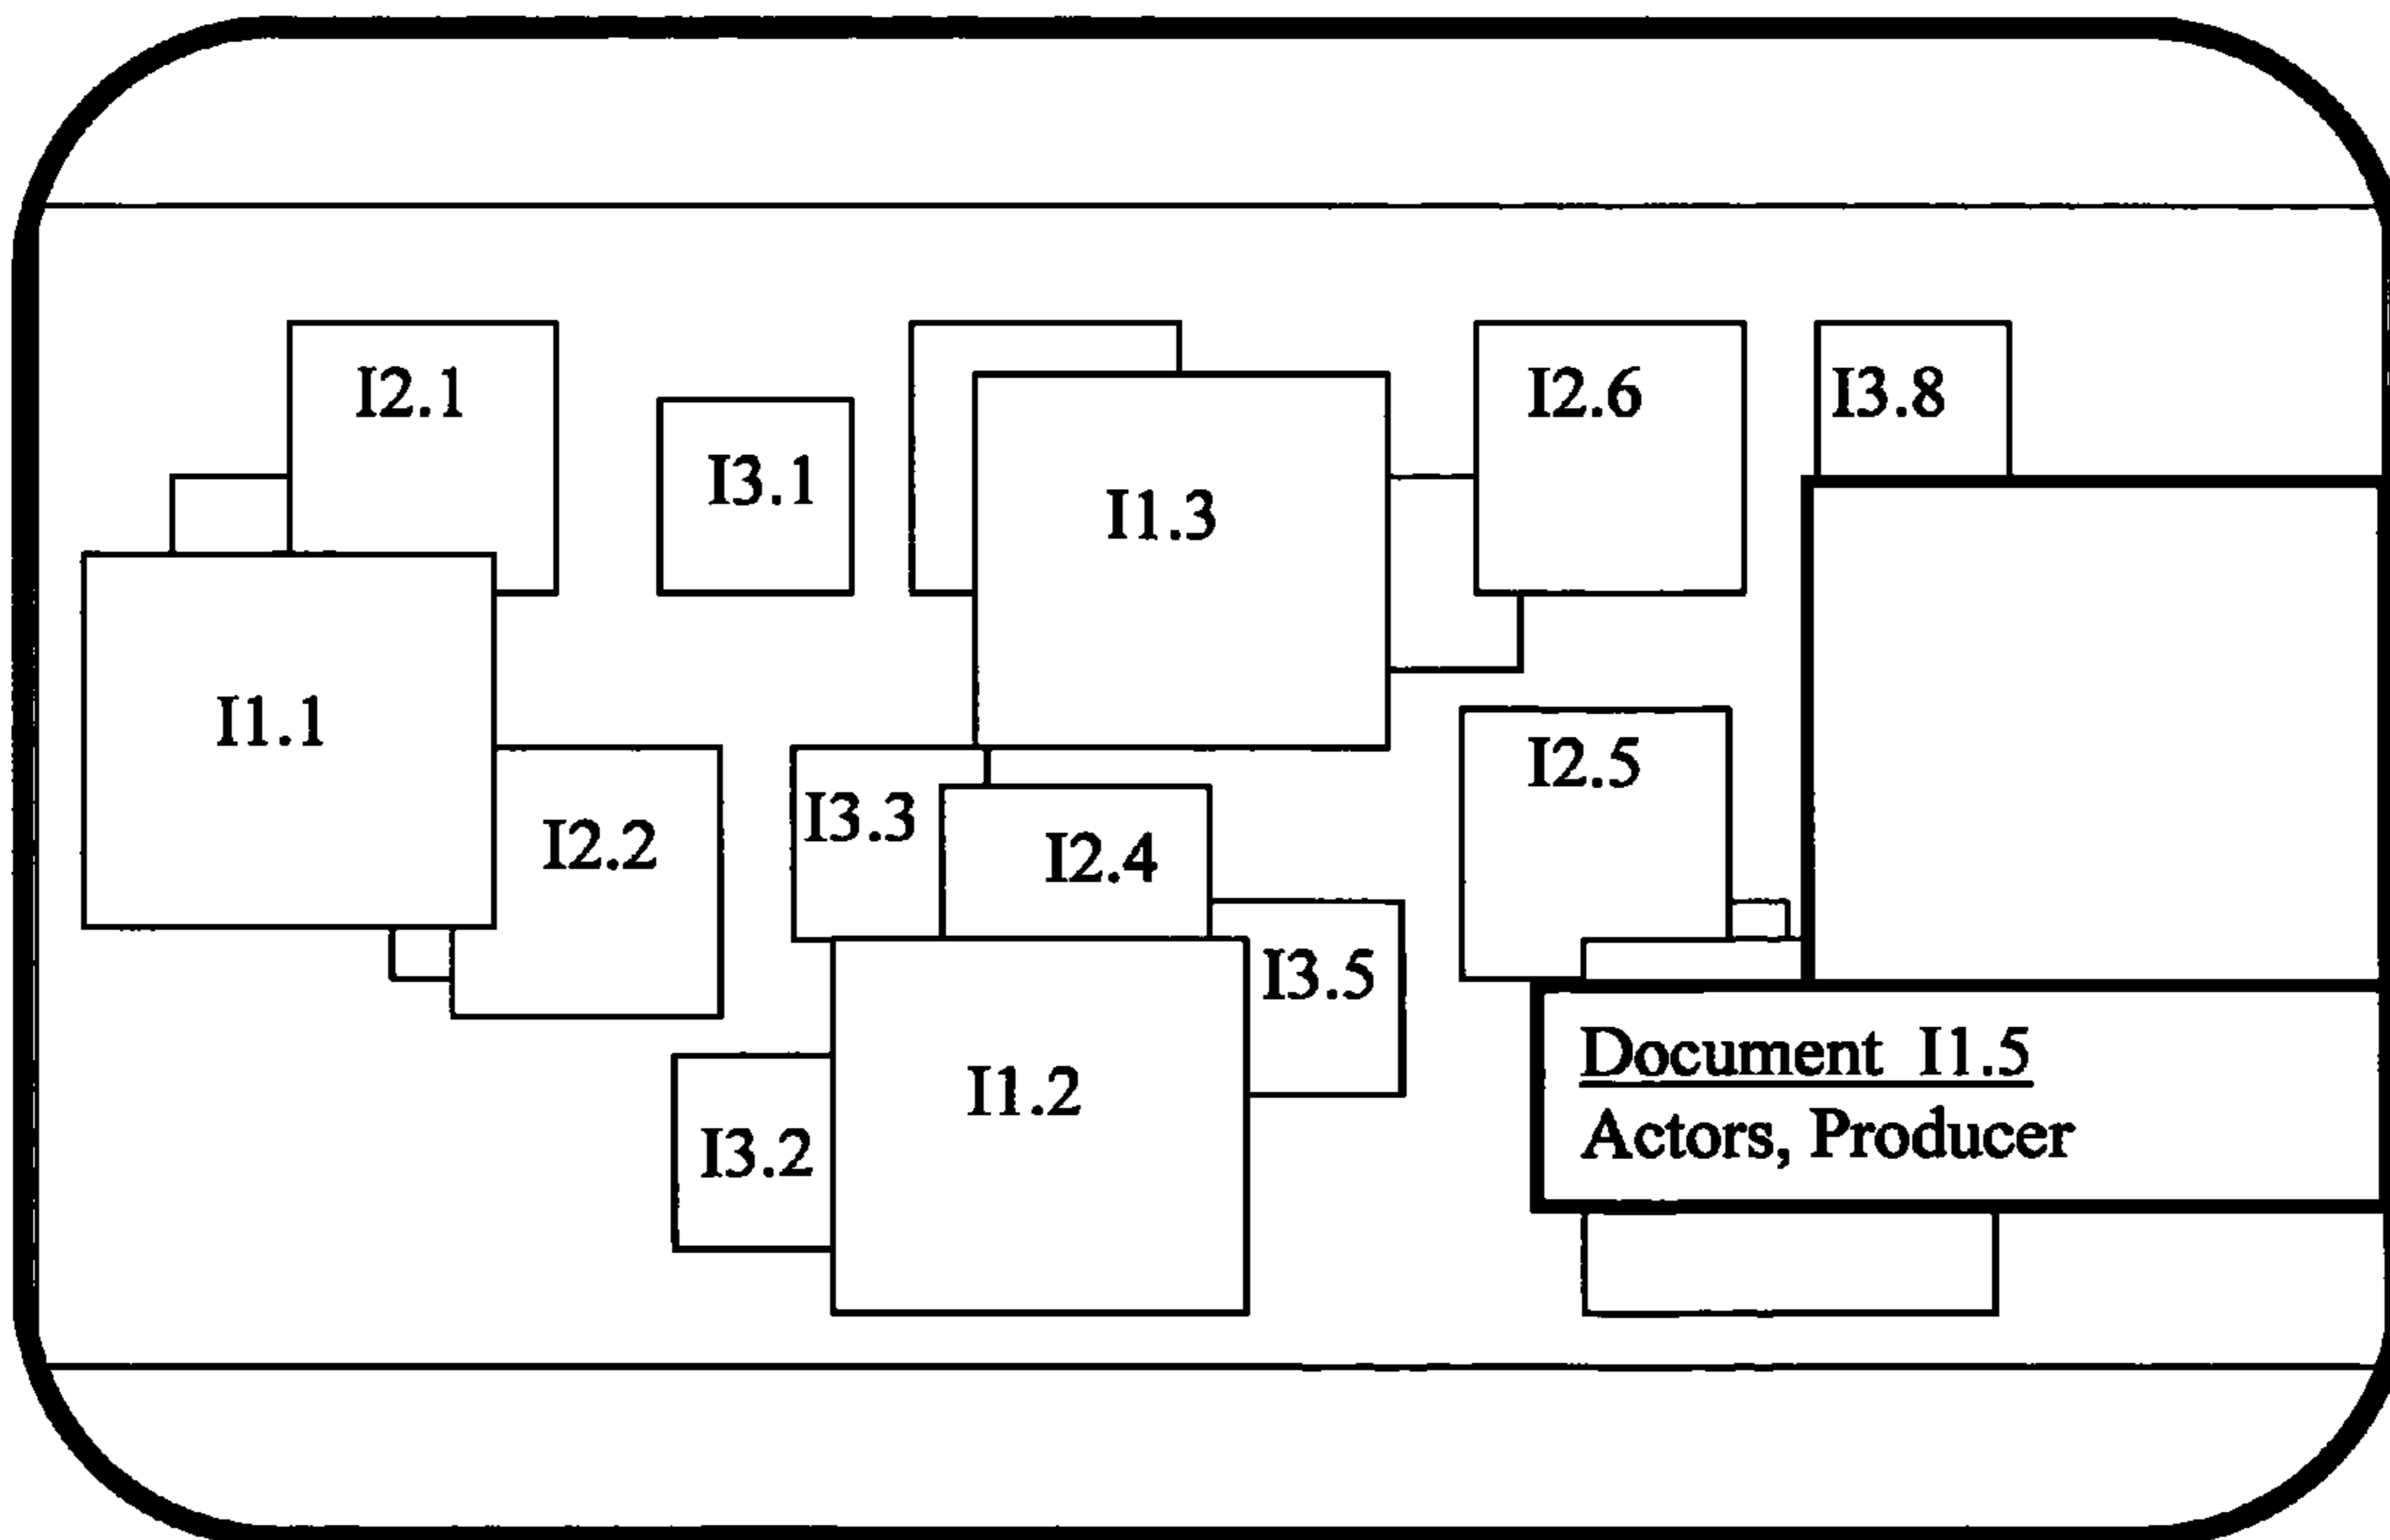 I2.1
I2.6
I3.8
I3.1
I1.3
I1.1
I2.5
I3.3
I2.2
I2.4
I3.5
I1.2
I3.2
Document I1.5
Actors, Producer